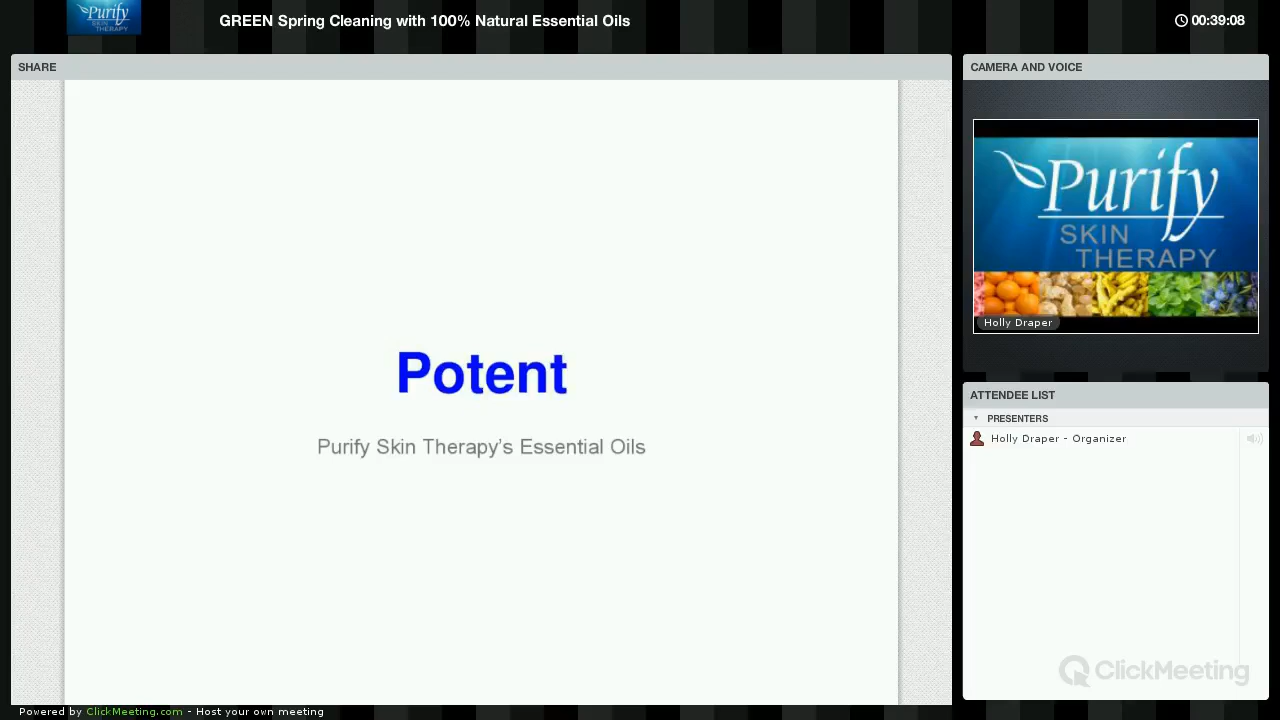 Purify
SKIN
THERAPY
GREEN Spring Cleaning with 100% Natural Essential Oils
00:39:08
SHARE
Potent
Purify Skin Therapy's Essential Oils
CAMERA AND VOICE
Purify
SKIN
THERAPY
Holly Draper
ATTENDEE LIST
PRESENTERS
Holly Draper - Organizer
ClickMeeting
Powered by ClickMeeting.com - Host your own meeting